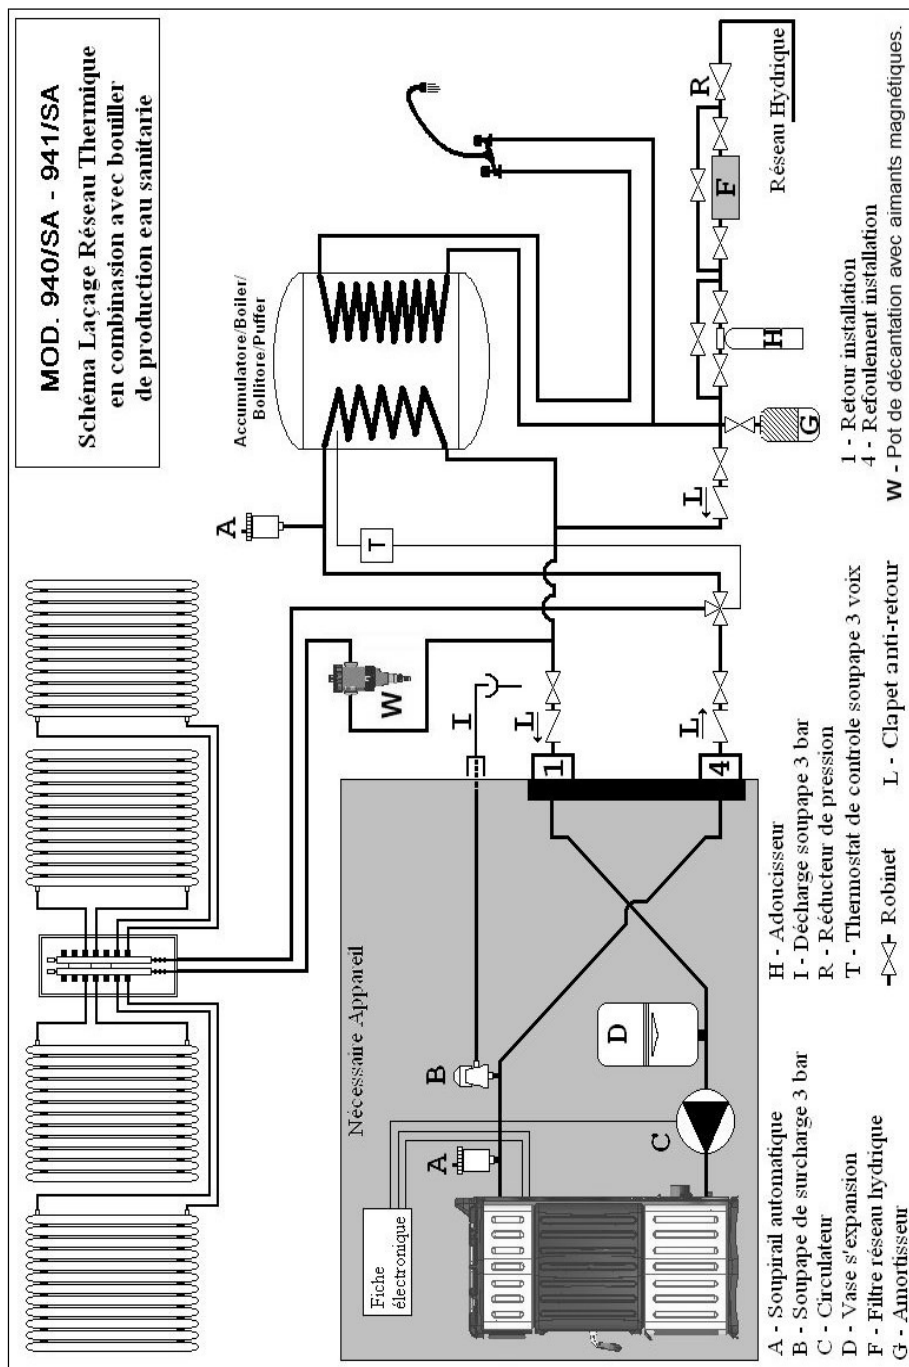 MOD. 940/SA - 941/SA
Schéma Laçage Réseau Thermique
en combinasion avec bouiller
de production eau sanitarie
Accumulatore/Boiler/
Bollitore/Puffer
A
T
W
I
L
L
L
R
F
H
G
Réseau Hydrique
1
4
Nécessaire Appareil
B
A
D
C
Fiche
électronique
A - Soupirail automatique
B - Soupape de surcharge 3 bar
C - Circulateur
D - Vase s'expansion
F - Filtre réseau hydrique
G - Amortisseur
H - Adoucisseur
I - Décharge soupape 3 bar
R - Réducteur de pression
T - Thermostat de controle soupape 3 voix
Robinet
L - Clapet anti-retour
1 - Retour installation
4 - Refoulement installation
W - Pot de décantation avec aimants magnétiques.